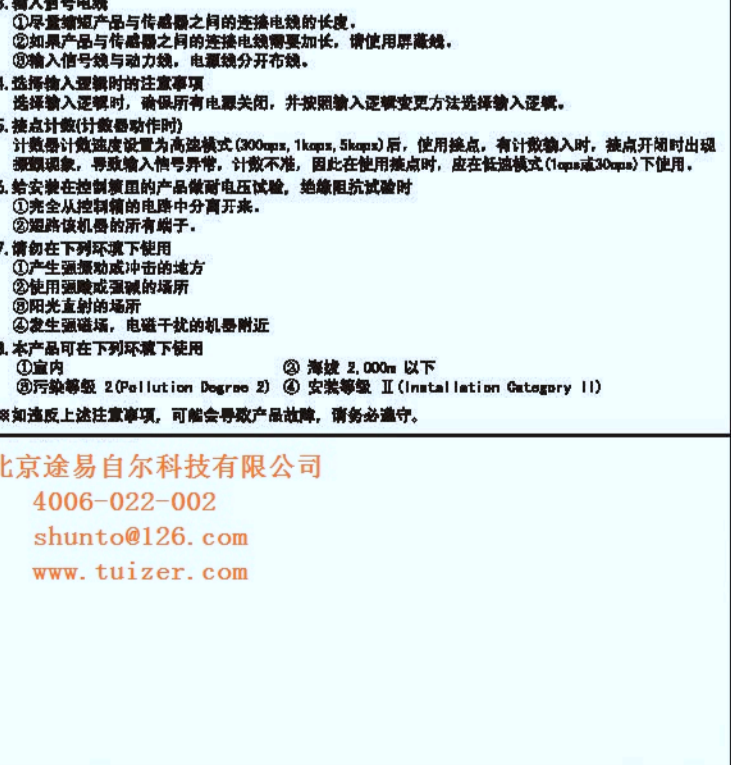 3. 输入信号电线
①尽量缩短产品与传感器之间的连接电线的长度。
②如果产品与传感器之间的连接电线需要加长，请使用屏蔽线。
③输入信号线与动力线，电源线分开布线。
4. 选择输入逻辑时的注意事项
选择输入逻辑时，确保所有电源关闭，并按照输入逻辑变更方法选择输入逻辑。
5. 接点计数(计数器动作时)
计数器计数速度设置为高速模式(300cps, 1kcps, 5kcps)后，使用接点，有计数输入时，接点开闭时出现
振颤现象，导致输入信号异常，计数不准，因此在使用接点时，应在低速模式(1cps或30cps)下使用。
6. 给安装在控制箱里的产品做耐电压试验，绝缘阻抗试验时
①完全从控制箱的电路中分离开来。
②短路该机器的所有端子。
7. 请勿在下列环境下使用
①产生强振动或冲击的地方
②使用强酸或强碱的场所
③阳光直射的场所
④发生强磁场，电磁干扰的机器附近
8. 本产品可在下列环境下使用
①室内 ② 海拔 2,000m 以下
③污染等级 2(Pollution Degree 2) ④ 安装等级 Ⅱ(Installation Category II)
※如违反上述注意事项，可能会导致产品故障，请务必遵守。
北京途易自尔科技有限公司
4006-022-002
shunto@126.com
www.tuizer.com